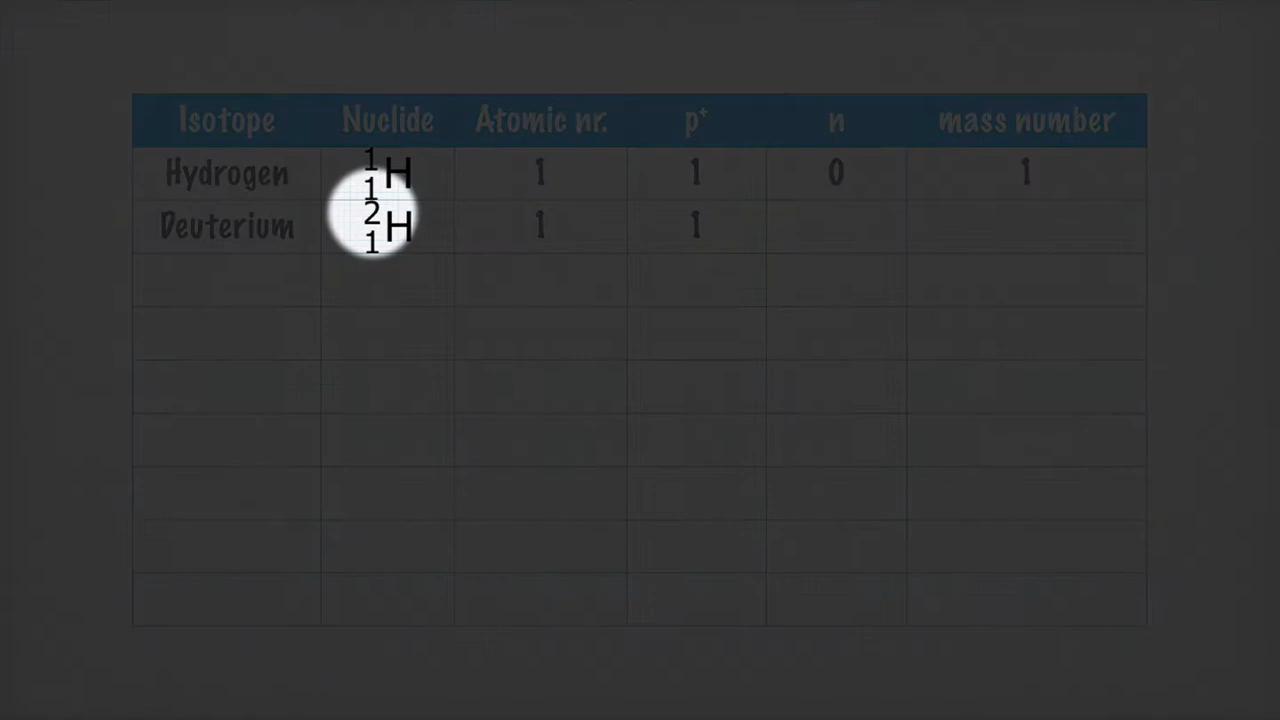 Isotope Nuclide Atomic nr. p⁺ n mass number
Hydrogen ¹₁H 1 1 0 1
Deuterium ²₁H 1 1